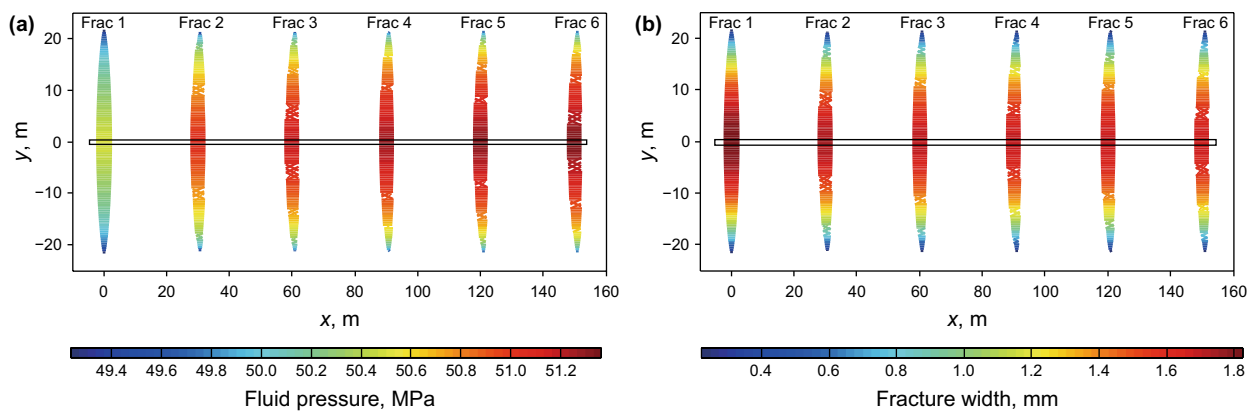 (a)
Frac 1 Frac 2 Frac 3 Frac 4 Frac 5 Frac 6
20
10
0
−10
−20
y, m
0 20 40 60 80 100 120 140 160
x, m
49.4 49.6 49.8 50.0 50.2 50.4 50.6 50.8 51.0 51.2
Fluid pressure, MPa
(b)
Frac 1 Frac 2 Frac 3 Frac 4 Frac 5 Frac 6
20
10
0
−10
−20
y, m
0 20 40 60 80 100 120 140 160
x, m
0.4 0.6 0.8 1.0 1.2 1.4 1.6 1.8
Fracture width, mm